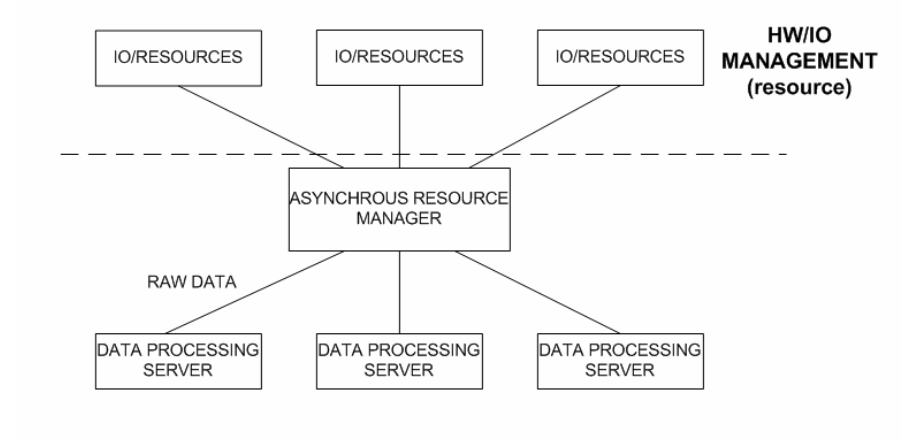 IO/RESOURCES
IO/RESOURCES
IO/RESOURCES
HW/IO
MANAGEMENT
(resource)
ASYNCHROUS RESOURCE
MANAGER
RAW DATA
DATA PROCESSING
SERVER
DATA PROCESSING
SERVER
DATA PROCESSING
SERVER